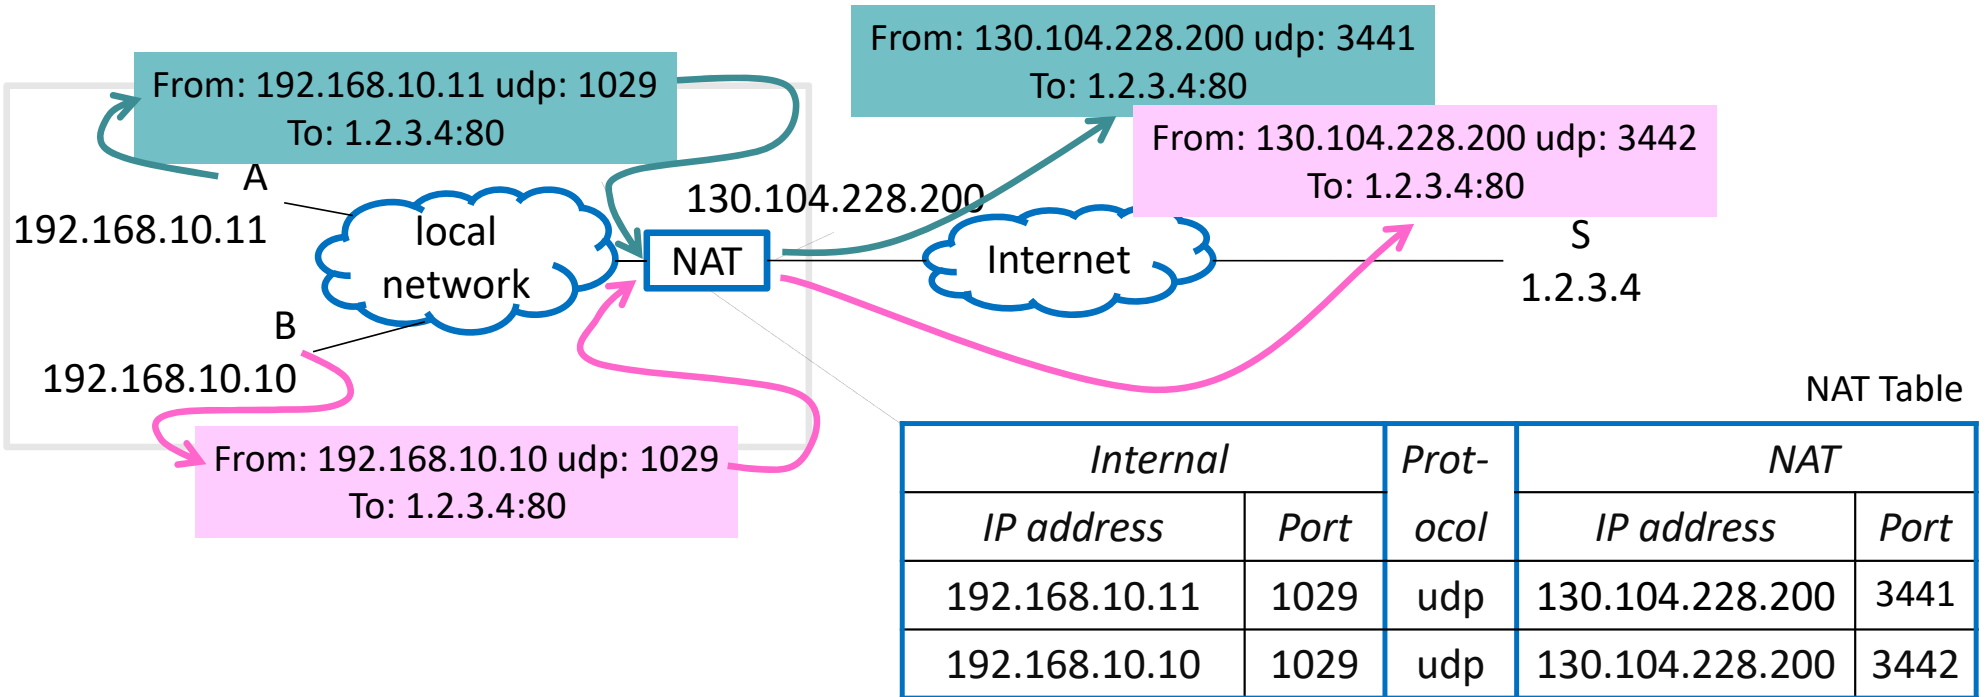 From: 130.104.228.200 udp: 3441
To: 1.2.3.4:80
From: 192.168.10.11 udp: 1029
To: 1.2.3.4:80
From: 130.104.228.200 udp: 3442
To: 1.2.3.4:80
A
192.168.10.11
130.104.228.200
local
network
NAT
Internet
S
1.2.3.4
B
192.168.10.10
From: 192.168.10.10 udp: 1029
To: 1.2.3.4:80
NAT Table
Internal Prot- NAT
IP address Port ocol IP address Port
192.168.10.11 1029 udp 130.104.228.200 3441
192.168.10.10 1029 udp 130.104.228.200 3442